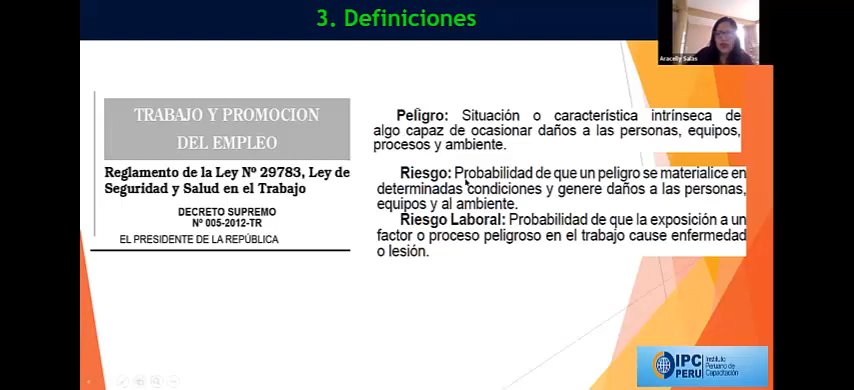 3. Definiciones
Aracelly Salas
TRABAJO Y PROMOCION
DEL EMPLEO
Reglamento de la Ley Nº 29783, Ley de
Seguridad y Salud en el Trabajo
DECRETO SUPREMO
Nº 005-2012-TR
EL PRESIDENTE DE LA REPÚBLICA
Peligro: Situación o característica intrínseca de
algo capaz de ocasionar daños a las personas, equipos,
procesos y ambiente.
Riesgo: Probabilidad de que un peligro se materialice en
determinadas condiciones y genere daños a las personas,
equipos y al ambiente.
Riesgo Laboral: Probabilidad de que la exposición a un
factor o proceso peligroso en el trabajo cause enfermedad
o lesión.
IPC
PERU
Instituto
Peruano de
Capacitación